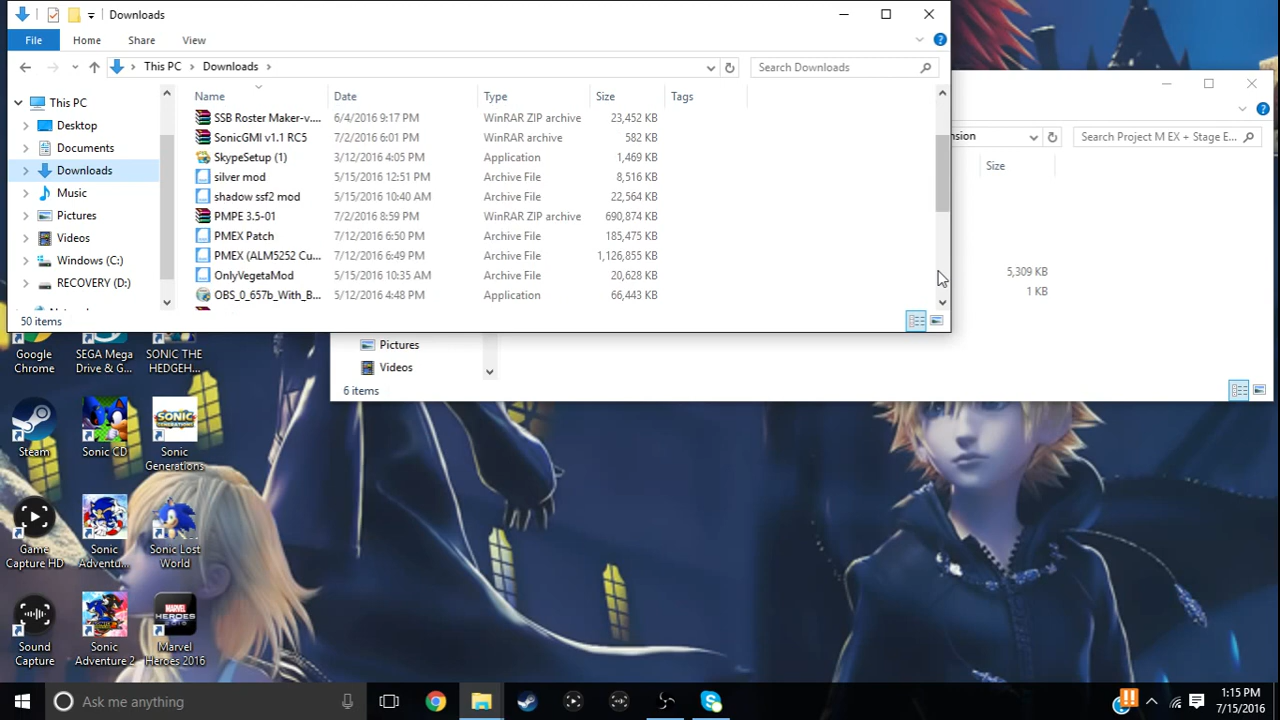 Downloads
File Home Share View
This PC Downloads
Search Downloads
Name Date Type Size Tags
This PC
Desktop
Documents
Downloads
Music
Pictures
Videos
Windows (C:)
RECOVERY (D:)
SSB Roster Maker-v.... 6/4/2016 9:17 PM WinRAR ZIP archive 23,452 KB
SonicGMI v1.1 RC5 7/2/2016 6:01 PM WinRAR archive 582 KB
SkypeSetup (1) 3/12/2016 4:05 PM Application 1,469 KB
silver mod 5/15/2016 12:51 PM Archive File 8,516 KB
shadow ssf2 mod 5/15/2016 10:40 AM Archive File 22,564 KB
PMPE 3.5-01 7/2/2016 8:59 PM WinRAR ZIP archive 690,874 KB
PMEX Patch 7/12/2016 6:50 PM Archive File 185,475 KB
PMEX (ALM5252 Cu... 7/12/2016 6:49 PM Archive File 1,126,855 KB
OnlyVegetaMod 5/15/2016 10:35 AM Archive File 20,628 KB
OBS_0_657b_With_B... 5/12/2016 4:48 PM Application 66,443 KB
50 items
nsion
Search Project M EX + Stage E...
Size
5,309 KB
1 KB
Pictures
Videos
6 items
Google
Chrome
SEGA Mega
Drive & G...
SONIC THE
HEDGEH...
Steam
Sonic CD
SONIC
GENERATIONS
Sonic
Generations
Game
Capture HD
Sonic
Adventu...
Sonic Lost
World
Sound
Capture
Sonic
Adventure 2
MARVEL
HEROES
Marvel
Heroes 2016
Ask me anything
1:15 PM
7/15/2016